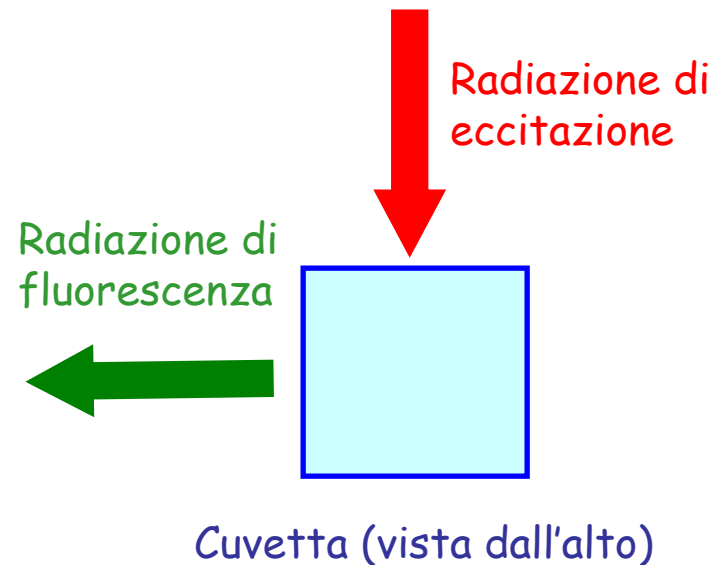 Radiazione di
eccitazione
Radiazione di
fluorescenza
Cuvetta (vista dall'alto)